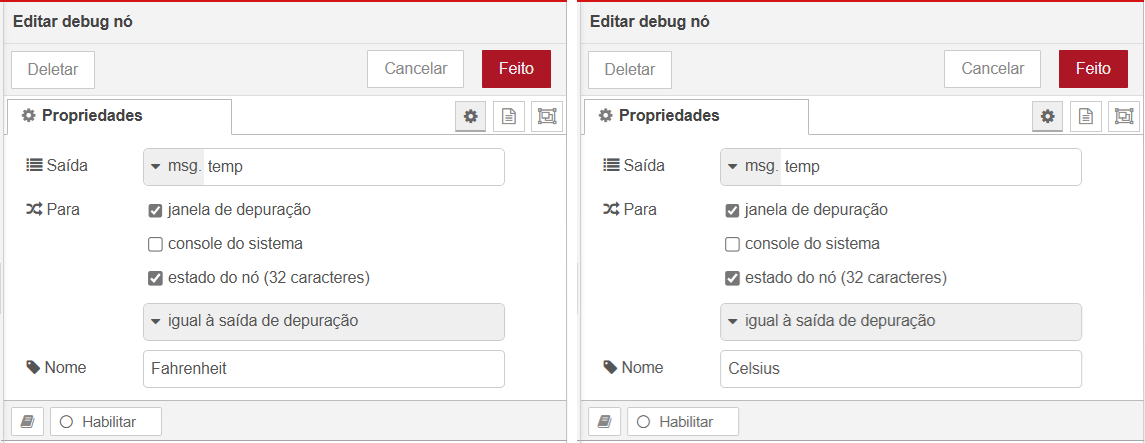 Editar debug nó
Deletar
Cancelar
Feito
Propriedades
Saída
msg. temp
Para
janela de depuração
console do sistema
estado do nó (32 caracteres)
igual à saída de depuração
Nome
Fahrenheit
Habilitar
Editar debug nó
Deletar
Cancelar
Feito
Propriedades
Saída
msg. temp
Para
janela de depuração
console do sistema
estado do nó (32 caracteres)
igual à saída de depuração
Nome
Celsius
Habilitar